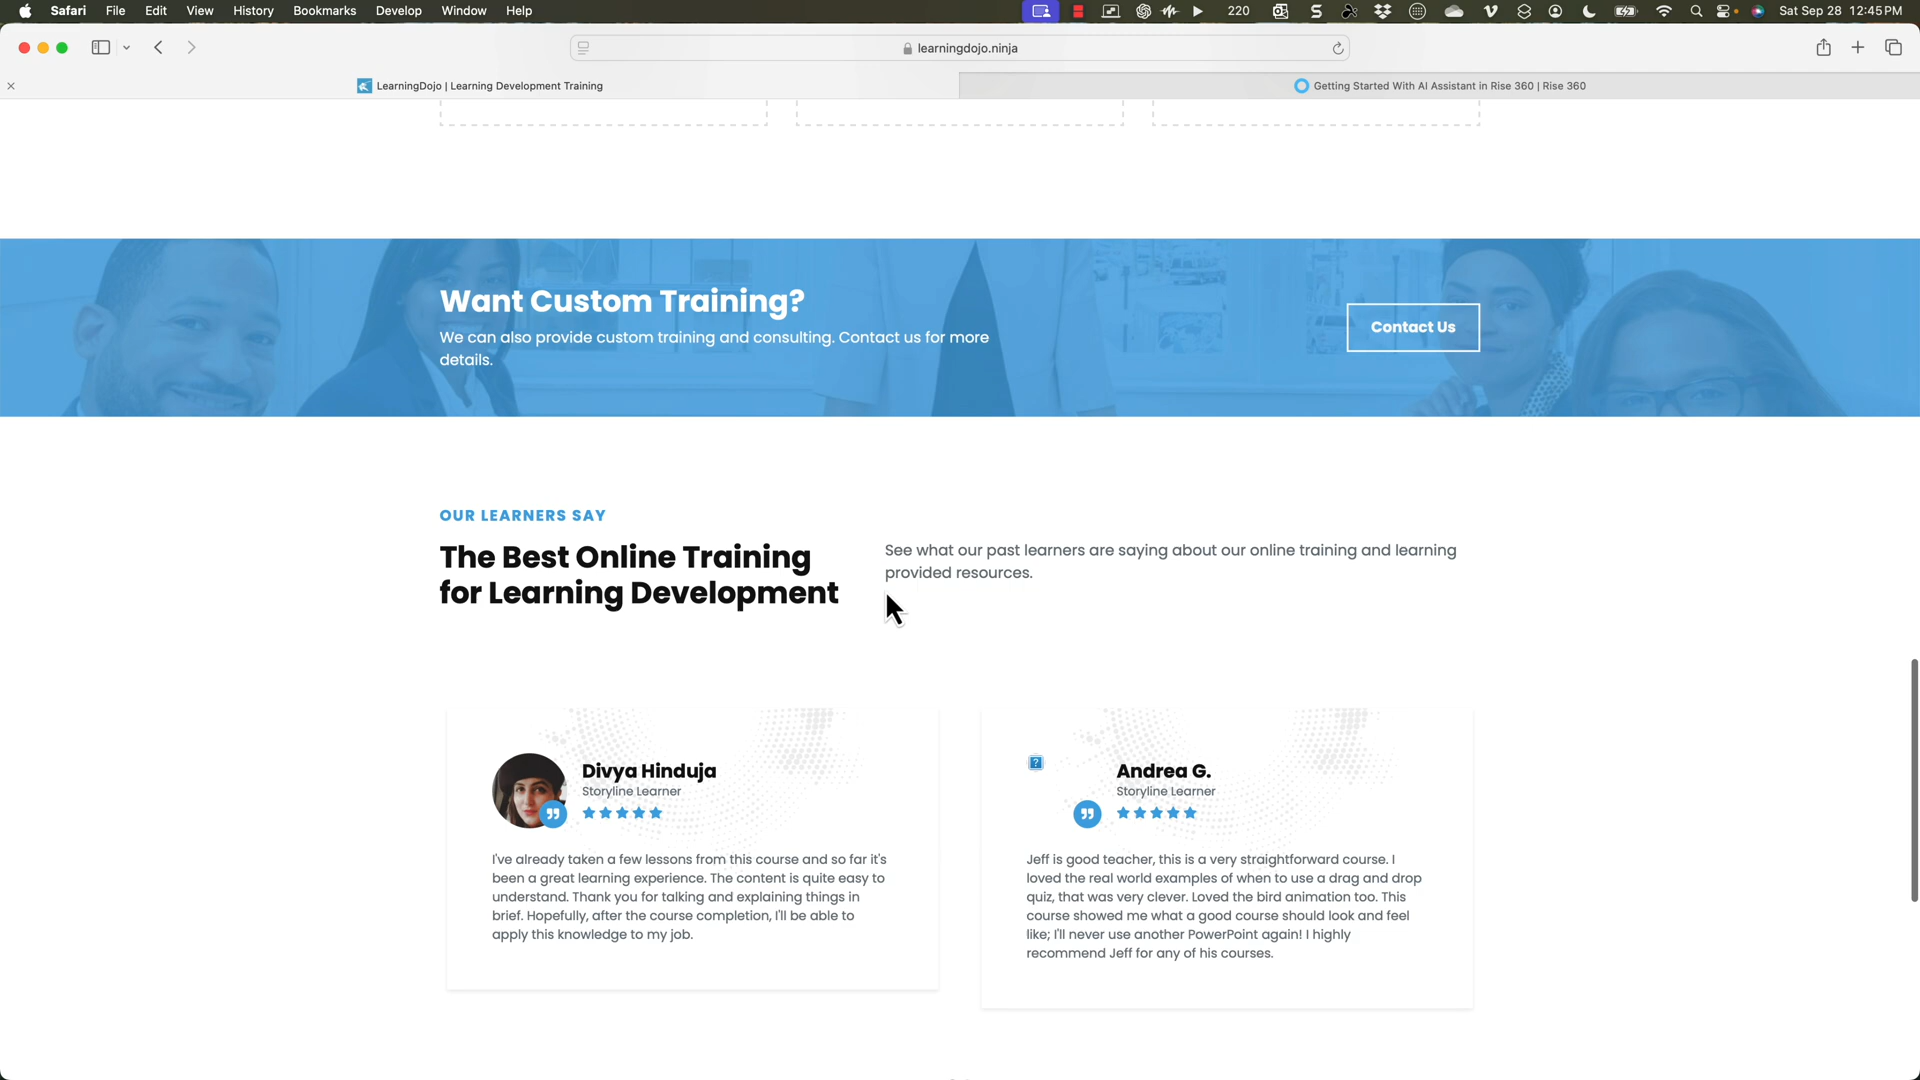 Safari File Edit View History Bookmarks Develop Window Help 220 Sat Sep 28 12:45 PM
learningdojo.ninja
LearningDojo | Learning Development Training
Getting Started With AI Assistant in Rise 360 | Rise 360
Want Custom Training?
We can also provide custom training and consulting. Contact us for more
details.
Contact Us
OUR LEARNERS SAY
The Best Online Training
for Learning Development
See what our past learners are saying about our online training and learning
provided resources.
Divya Hinduja
Storyline Learner
I've already taken a few lessons from this course and so far it's
been a great learning experience. The content is quite easy to
understand. Thank you for talking and explaining things in
brief. Hopefully, after the course completion, I'll be able to
apply this knowledge to my job.
Andrea G.
Storyline Learner
Jeff is good teacher, this is a very straightforward course. I
loved the real world examples of when to use a drag and drop
quiz, that was very clever. Loved the bird animation too. This
course showed me what a good course should look and feel
like; I'll never use another PowerPoint again! I highly
recommend Jeff for any of his courses.